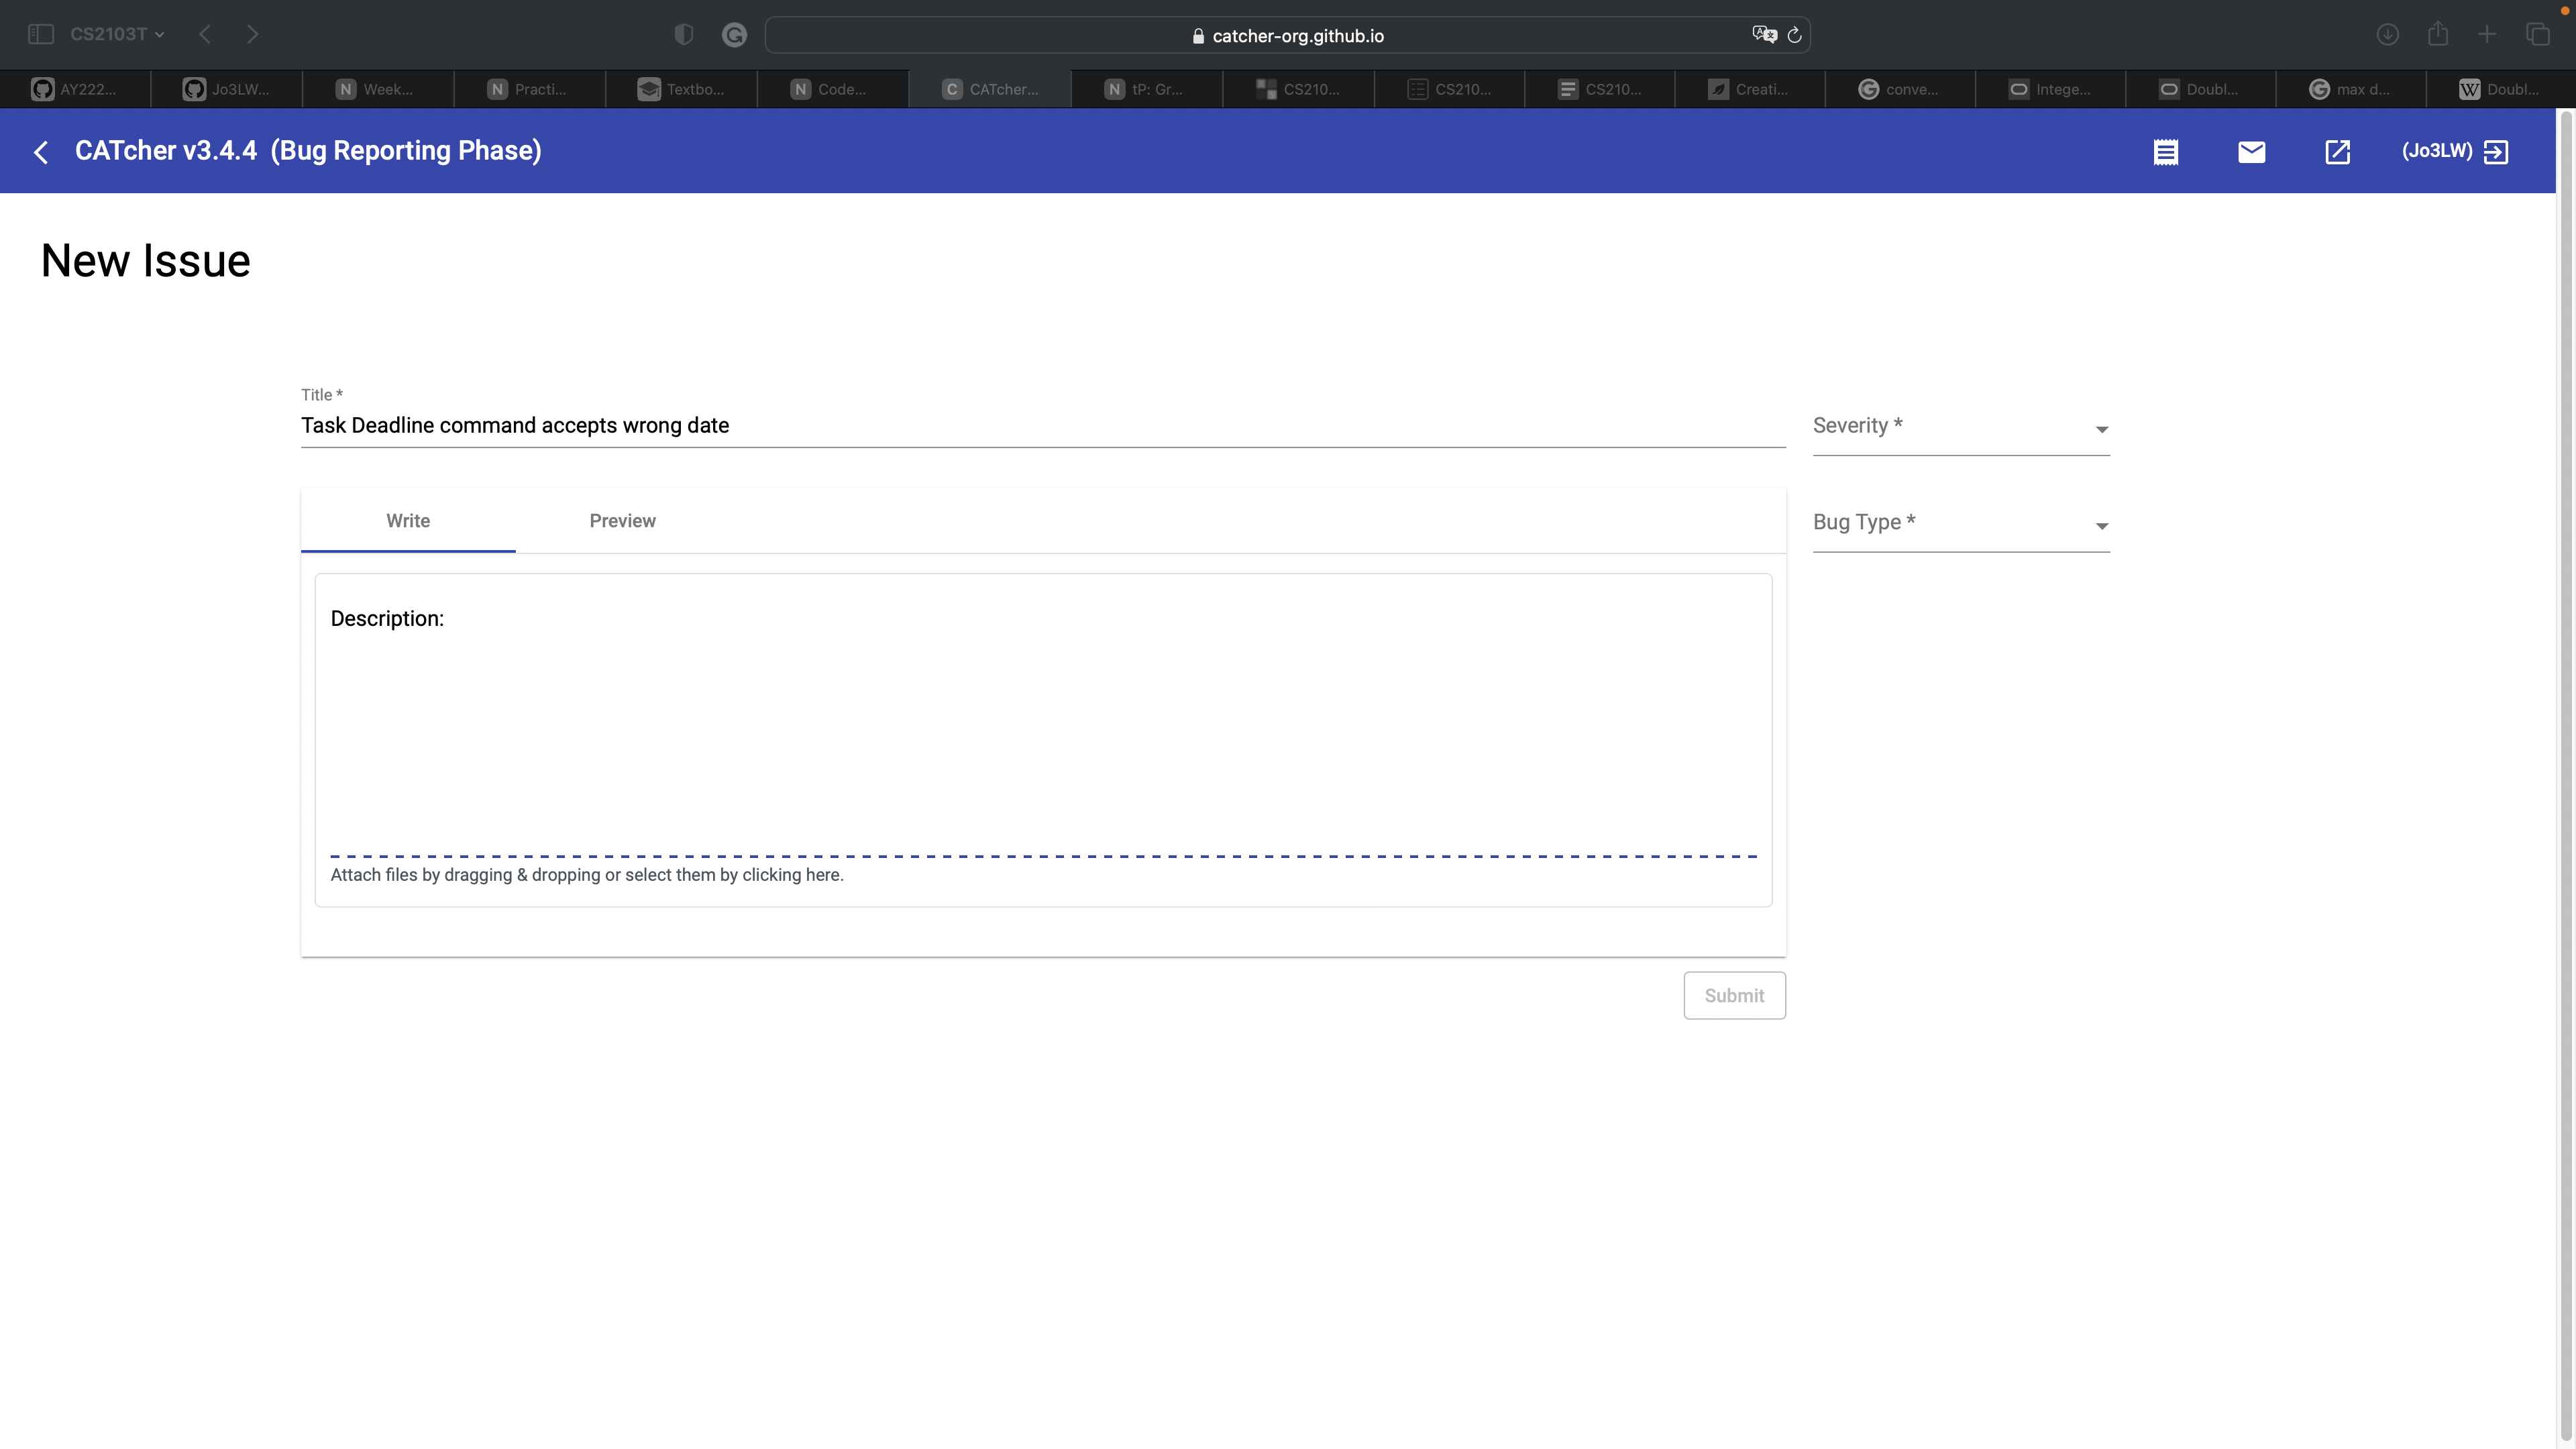 CS2103T
catcher-org.github.io
AY222...
Jo3LW...
Week...
Practi...
Textbo...
Code...
CATcher...
tP: Gr...
CS210...
CS210...
CS210...
Creati...
conve...
Intege...
Doubl...
max d...
Doubl...
CATcher v3.4.4 (Bug Reporting Phase)
(Jo3LW)
New Issue
Title *
Task Deadline command accepts wrong date
Severity *
Write
Preview
Bug Type *
Description:
Attach files by dragging & dropping or select them by clicking here.
Submit